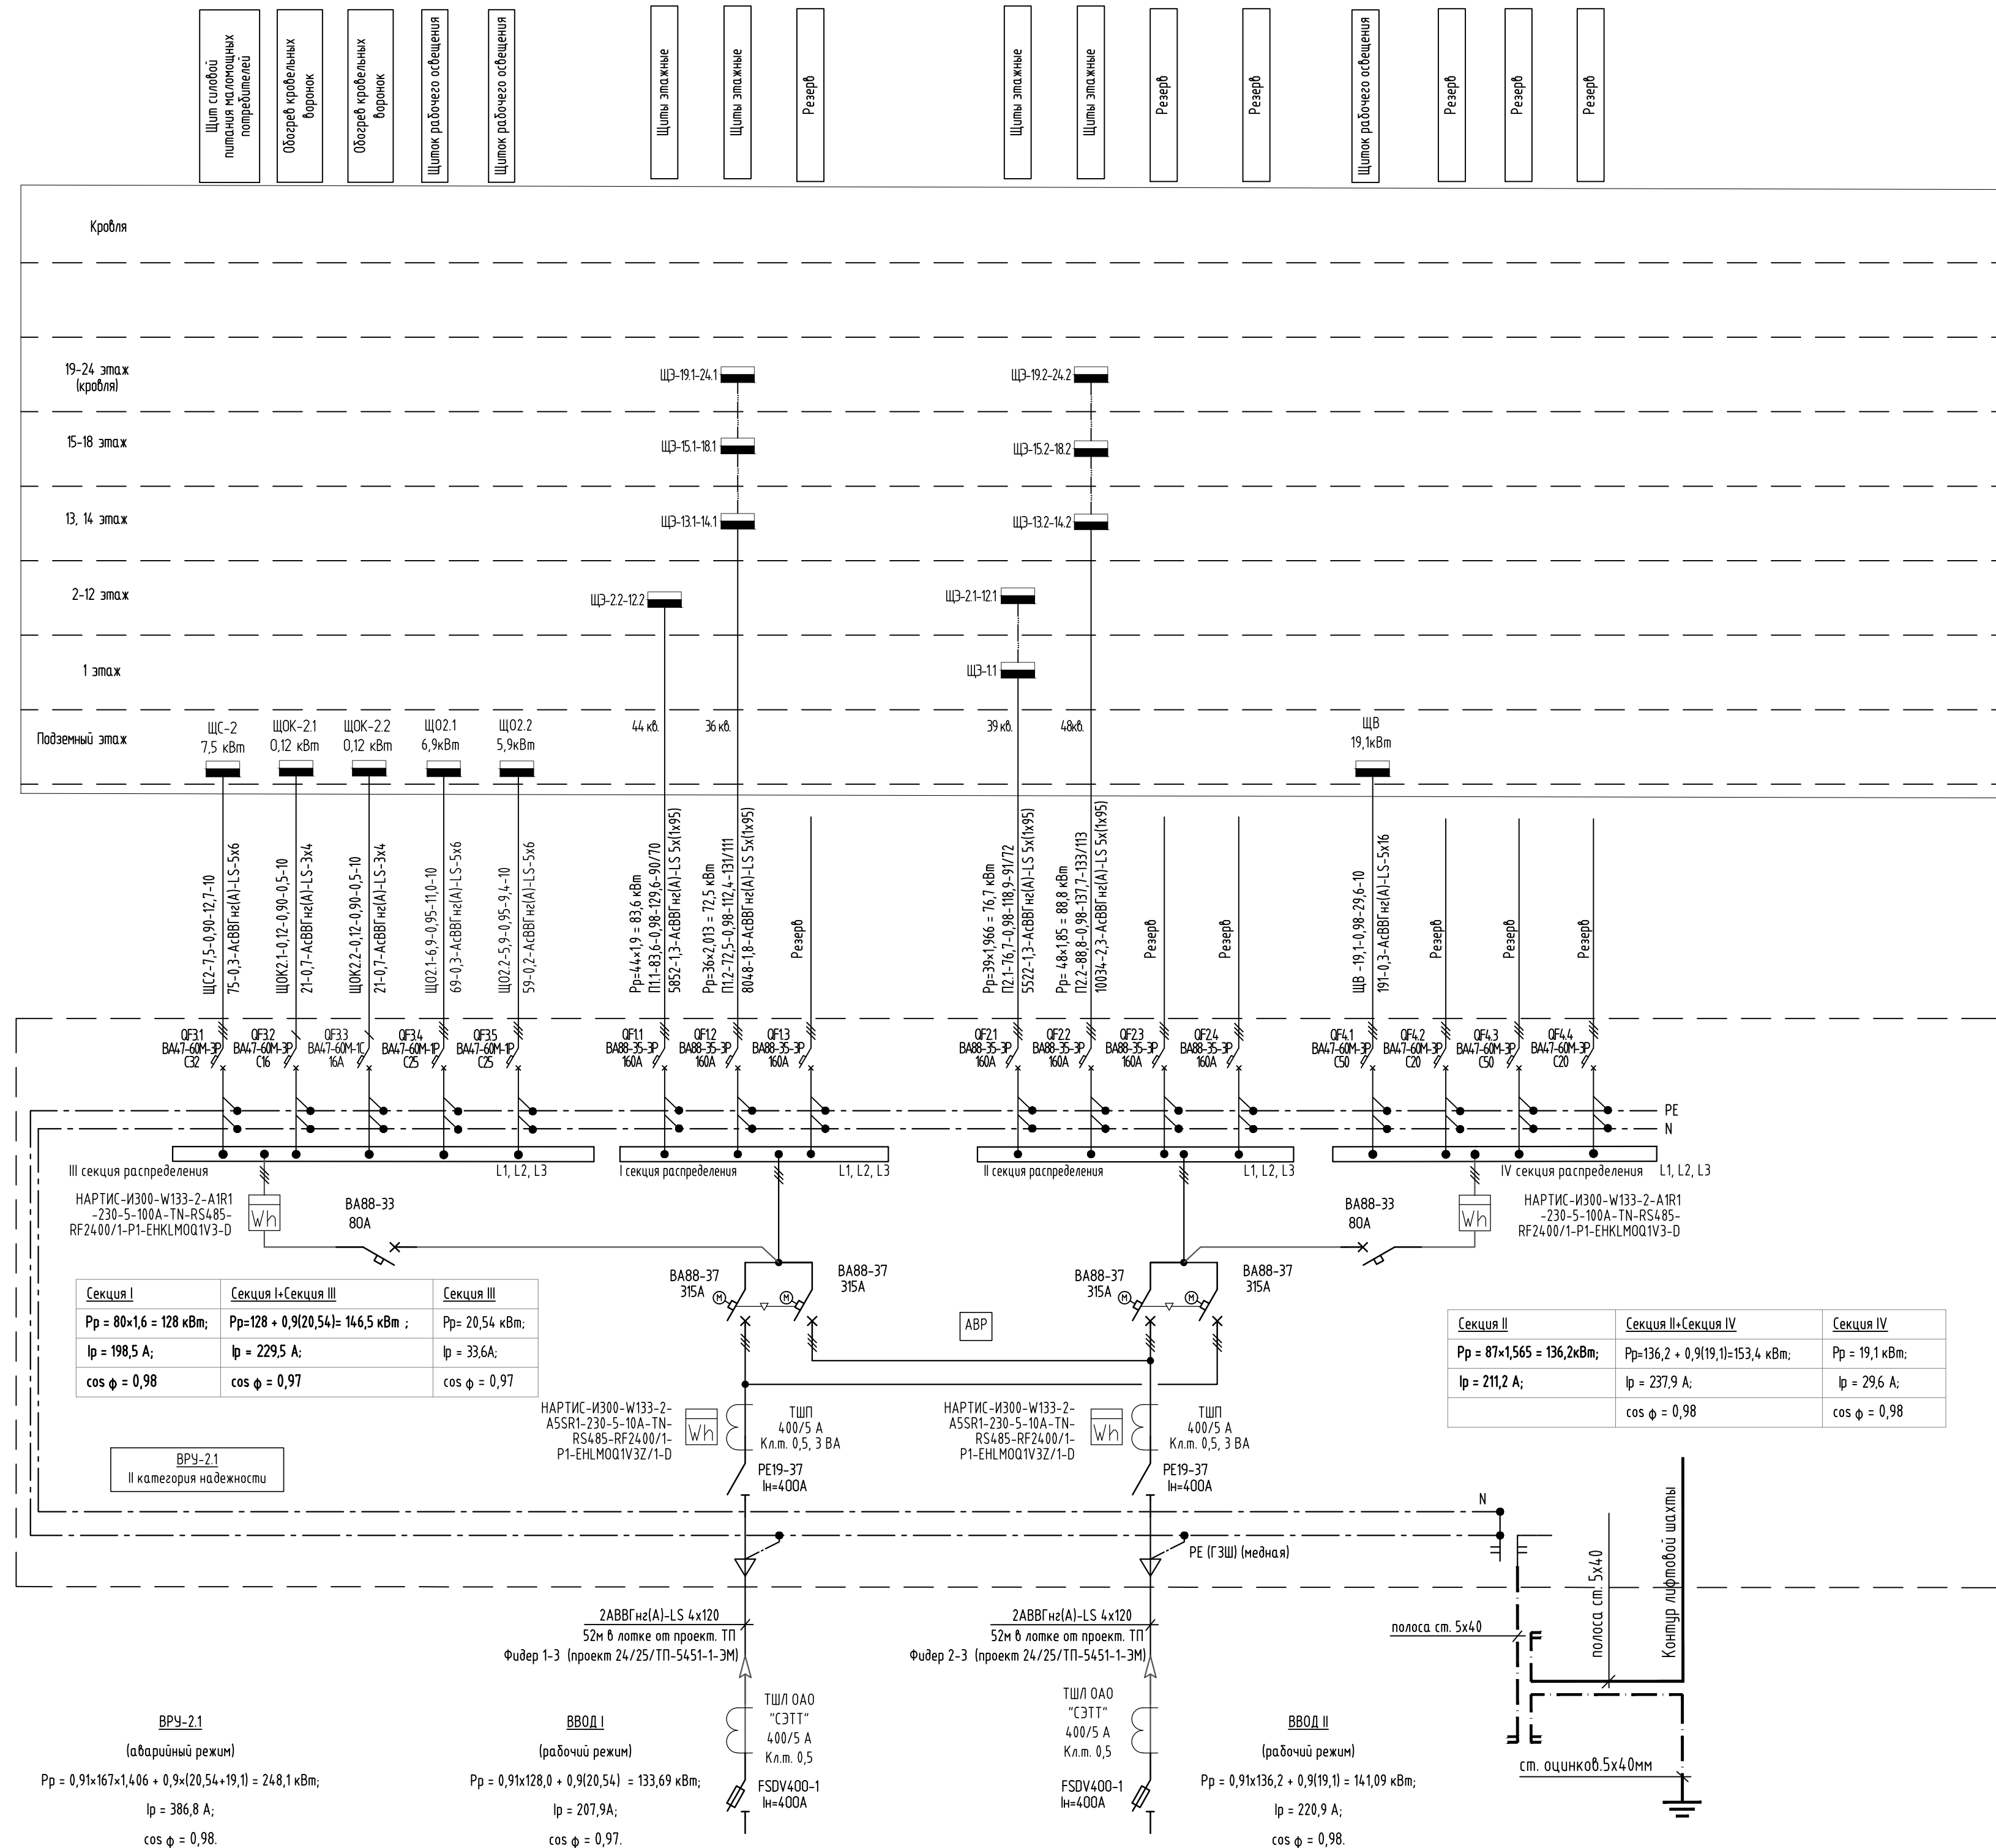 Щит силовой
питания маломощных
потребителей
Обогрев кровельных
воронок
Обогрев кровельных
воронок
Щиток рабочего освещения
Щиток рабочего освещения
Щиты этажные
Щиты этажные
Резерв
Щиты этажные
Щиты этажные
Резерв
Резерв
Щиток рабочего освещения
Резерв
Резерв
Резерв
Кровля
19-24 этаж
(кровля)
ЩЭ-19.1-24.1
ЩЭ-19.2-24.2
15-18 этаж
ЩЭ-15.1-18.1
ЩЭ-15.2-18.2
13, 14 этаж
ЩЭ-13.1-14.1
ЩЭ-13.2-14.2
2-12 этаж
ЩЭ-2.2-12.2
ЩЭ-2.1-12.1
1 этаж
ЩЭ-1.1
Подземный этаж
ЩС-2
7,5 кВт
ЩОК-2.1
0,12 кВт
ЩОК-2.2
0,12 кВт
ЩО2.1
6,9кВт
ЩО2.2
5,9кВт
44 кв.
36 кв.
39 кв.
48кв.
ЩВ
19,1кВт
ЩС2-7,5-0,90-12,7-10
75-0,3-АсВВГнг(А)-LS-5х6
ЩОК2.1-0,12-0,90-0,5-10
21-0,7-АсВВГнг(А)-LS-3х4
ЩОК2.2-0,12-0,90-0,5-10
21-0,7-АсВВГнг(А)-LS-3х4
ЩО2.1-6,9-0,95-11,0-10
69-0,3-АсВВГнг(А)-LS-5х6
ЩО2.2-5,9-0,95-9,4-10
59-0,2-АсВВГнг(А)-LS-5х6
Рр=44×1,9 = 83,6 кВт
П1.1-83,6-0,98-129,6-90/70
5852-1,3-АсВВГнг(А)-LS 5х(1х95)
Рр=36×2,013 = 72,5 кВт
П1.2-72,5-0,98-112,4-131/111
8048-1,8-АсВВГнг(А)-LS 5х(1х95)
Резерв
Рр=39×1,966 = 76,7 кВт
П2.1-76,7-0,98-118,9-91/72
5522-1,3-АсВВГнг(А)-LS 5х(1х95)
Рр= 48×1,85 = 88,8 кВт
П2.2-88,8-0,98-137,7-133/113
10034-2,3-АсВВГнг(А)-LS 5х(1х95)
Резерв
Резерв
ЩВ -19,1-0,98-29,6-10
191-0,3-АсВВГнг(А)-LS-5х16
Резерв
Резерв
Резерв
QF3.1
ВА47-60М-3Р
С32
QF3.2
ВА47-60М-3Р
С16
QF3.3
ВА47-60М-1С
16А
QF3.4
ВА47-60М-1Р
С25
QF3.5
ВА47-60М-1Р
С25
QF1.1
ВА88-35-3Р
160А
QF1.2
ВА88-35-3Р
160А
QF1.3
ВА88-35-3Р
160А
QF2.1
ВА88-35-3Р
160А
QF2.2
ВА88-35-3Р
160А
QF2.3
ВА88-35-3Р
160А
QF2.4
ВА88-35-3Р
160А
QF4.1
ВА47-60М-3Р
С50
QF4.2
ВА47-60М-3Р
С20
QF4.3
ВА47-60М-3Р
С50
QF4.4
ВА47-60М-3Р
С20
PE
N
III секция распределения
L1, L2, L3
I секция распределения
L1, L2, L3
II секция распределения
L1, L2, L3
IV секция распределения
L1, L2, L3
НАРТИС-И300-W133-2-A1R1
-230-5-100A-TN-RS485-
RF2400/1-P1-EHKLMOQ1V3-D
Wh
ВА88-33
80А
ВА88-33
80А
Wh
НАРТИС-И300-W133-2-A1R1
-230-5-100A-TN-RS485-
RF2400/1-P1-EHKLMOQ1V3-D
ВА88-37
315А
М
М
ВА88-37
315А
ВА88-37
315А
М
М
ВА88-37
315А
АВР
Секция I
Секция I+Секция III
Секция III
Рр = 80×1,6 = 128 кВт;
Рр=128 + 0,9(20,54)= 146,5 кВт ;
Рр= 20,54 кВт;
Iр = 198,5 А;
Iр = 229,5 А;
Iр = 33,6А;
cos φ = 0,98
cos φ = 0,97
cos φ = 0,97
Секция II
Секция II+Секция IV
Секция IV
Рр = 87×1,565 = 136,2кВт;
Рр=136,2 + 0,9(19,1)=153,4 кВт;
Рр = 19,1 кВт;
Iр = 211,2 А;
Iр = 237,9 А;
Iр = 29,6 А;
cos φ = 0,98
cos φ = 0,98
НАРТИС-И300-W133-2-
A5SR1-230-5-10A-TN-
RS485-RF2400/1-
P1-EHLMOQ1V3Z/1-D
Wh
ТШП
400/5 А
Кл.т. 0,5, 3 ВА
НАРТИС-И300-W133-2-
A5SR1-230-5-10A-TN-
RS485-RF2400/1-
P1-EHLMOQ1V3Z/1-D
Wh
ТШП
400/5 А
Кл.т. 0,5, 3 ВА
ВРУ-2.1
II категория надежности
РЕ19-37
Iн=400А
РЕ19-37
Iн=400А
N
PE (ГЗШ) (медная)
полоса ст. 5х40
Контур лифтовой шахты
полоса ст. 5х40
ст. оцинков.5х40мм
2АВВГнг(А)-LS 4х120
52м в лотке от проект. ТП
Фидер 1-3 (проект 24/25/ТП-5451-1-ЭМ)
2АВВГнг(А)-LS 4х120
52м в лотке от проект. ТП
Фидер 2-3 (проект 24/25/ТП-5451-1-ЭМ)
ТШЛ ОАО
"СЭТТ"
400/5 А
Кл.т. 0,5
ТШЛ ОАО
"СЭТТ"
400/5 А
Кл.т. 0,5
FSDV400-1
Iн=400А
FSDV400-1
Iн=400А
ВРУ-2.1
(аварийный режим)
Рр = 0,91×167×1,406 + 0,9×(20,54+19,1) = 248,1 кВт;
Iр = 386,8 А;
cos φ = 0,98.
ВВОД I
(рабочий режим)
Рр = 0,91х128,0 + 0,9(20,54) = 133,69 кВт;
Iр = 207,9А;
cos φ = 0,97.
ВВОД II
(рабочий режим)
Рр = 0,91х136,2 + 0,9(19,1) = 141,09 кВт;
Iр = 220,9 А;
cos φ = 0,98.